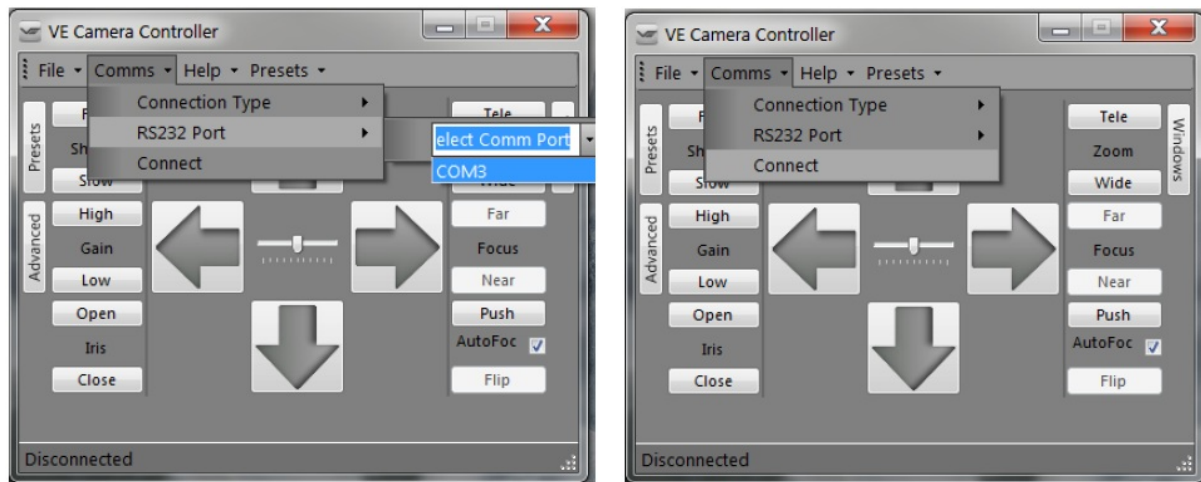 VE Camera Controller
File Comms Help Presets
Connection Type
RS232 Port
Connect
elect Comm Port
COM3
Presets
Advanced
Slow
High
Gain
Low
Open
Iris
Close
Tele
Wide
Far
Focus
Near
Push
AutoFoc
Flip
Disconnected
VE Camera Controller
File Comms Help Presets
Connection Type
RS232 Port
Connect
Presets
Advanced
Slow
High
Gain
Low
Open
Iris
Close
Tele
Zoom
Wide
Far
Focus
Near
Push
AutoFoc
Flip
Windows
Disconnected